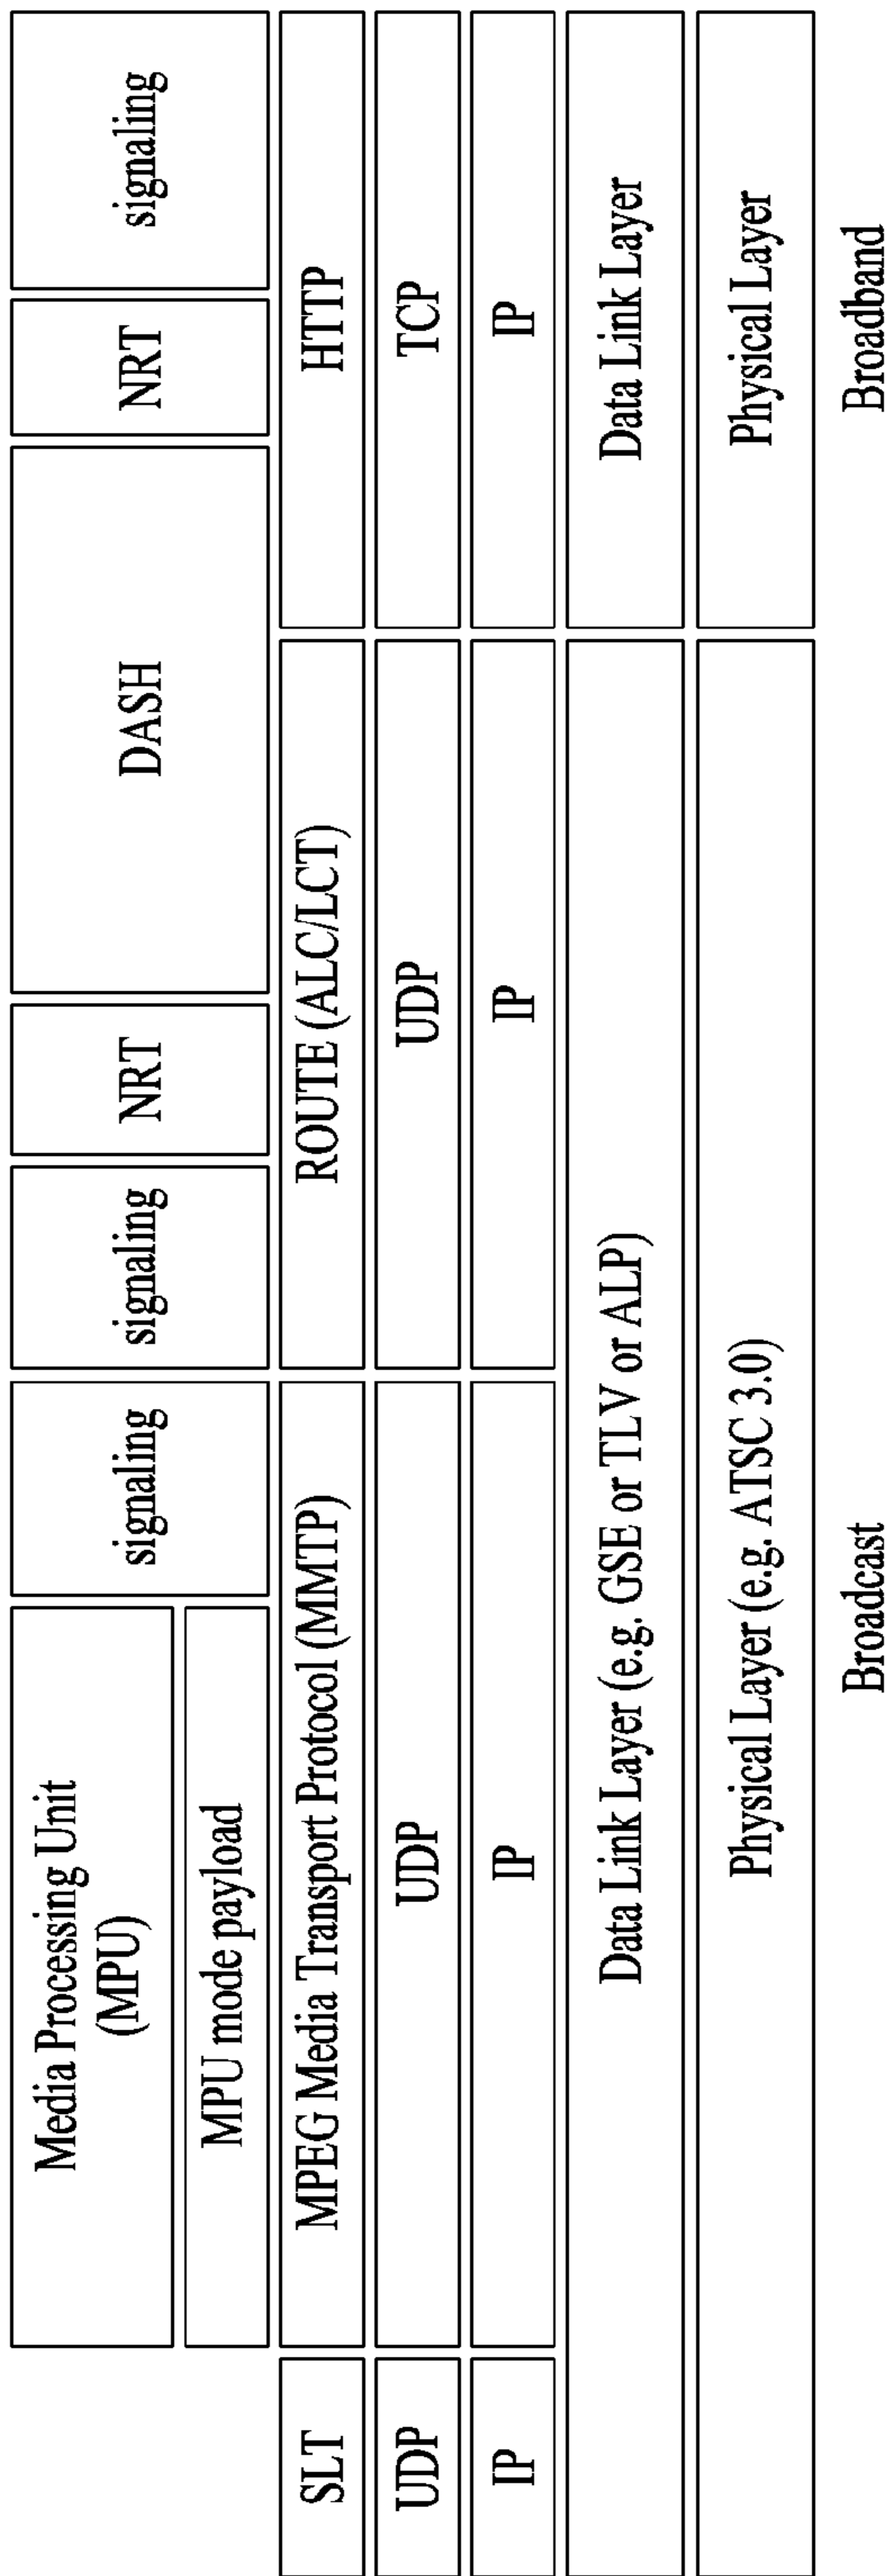 Media Processing Unit
(MPU)
signaling
signaling
NRT
DASH
NRT
signaling
MPU mode payload
SLT
MPEG Media Transport Protocol (MMTP)
ROUTE (ALC/LCT)
HTTP
UDP
UDP
UDP
TCP
IP
IP
IP
IP
Data Link Layer (e.g. GSE or TLV or ALP)
Data Link Layer
Physical Layer (e.g. ATSC 3.0)
Physical Layer
Broadcast
Broadband